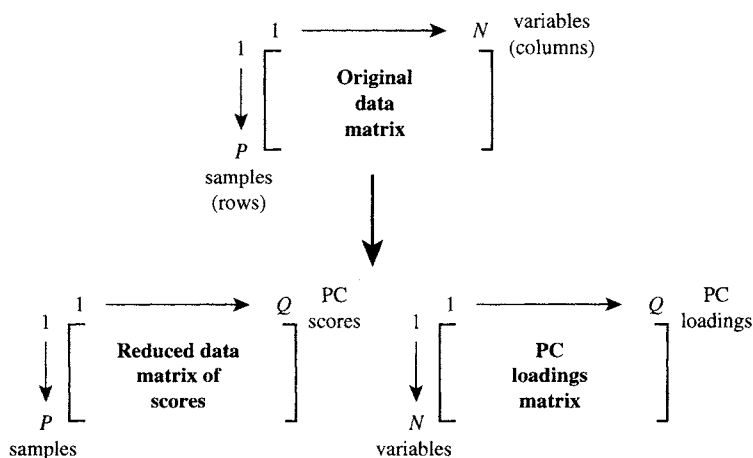 1
N
variables
(columns)
1
Original
data
matrix
P
samples
(rows)
1
Q
PC
scores
1
Reduced data
matrix of
scores
P
samples
1
Q
PC
loadings
1
PC
loadings
matrix
N
variables